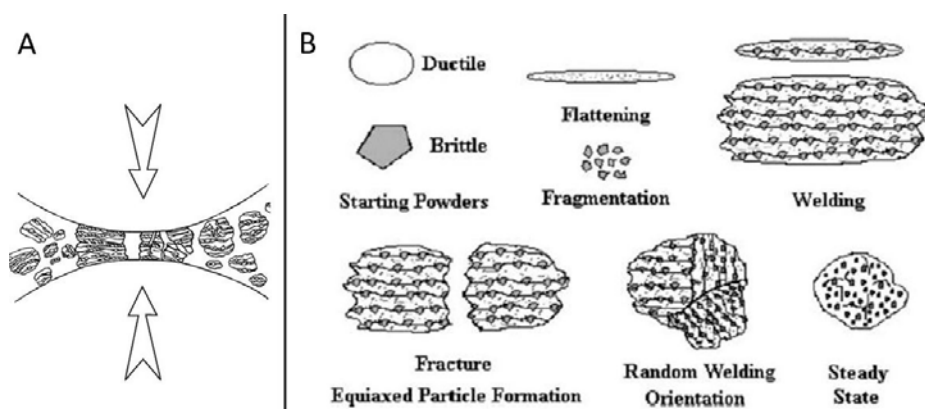 A
B
Ductile
Brittle
Starting Powders
Flattening
Fragmentation
Welding
Fracture
Equiaxed Particle Formation
Random Welding
Orientation
Steady
State